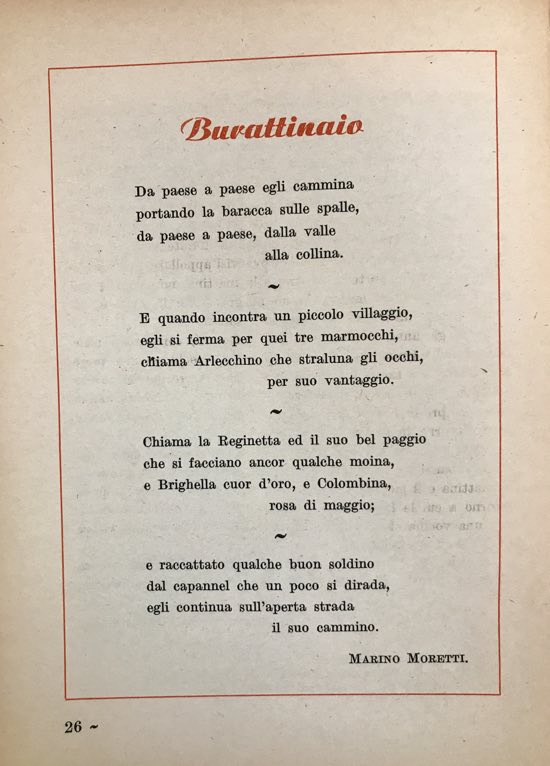 Burattinaio
Da paese a paese egli cammina
portando la baracca sulle spalle,
da paese a paese, dalla valle
alla collina.
~
E quando incontra un piccolo villaggio,
egli si ferma per quei tre marmocchi,
chiama Arlecchino che straluna gli occhi,
per suo vantaggio.
~
Chiama la Reginetta ed il suo bel paggio
che si facciano ancor qualche moina,
e Brighella cuor d'oro, e Colombina,
rosa di maggio;
~
e raccattato qualche buon soldino
dal capannel che un poco si dirada,
egli continua sull'aperta strada
il suo cammino.
Marino Moretti.
26 ~